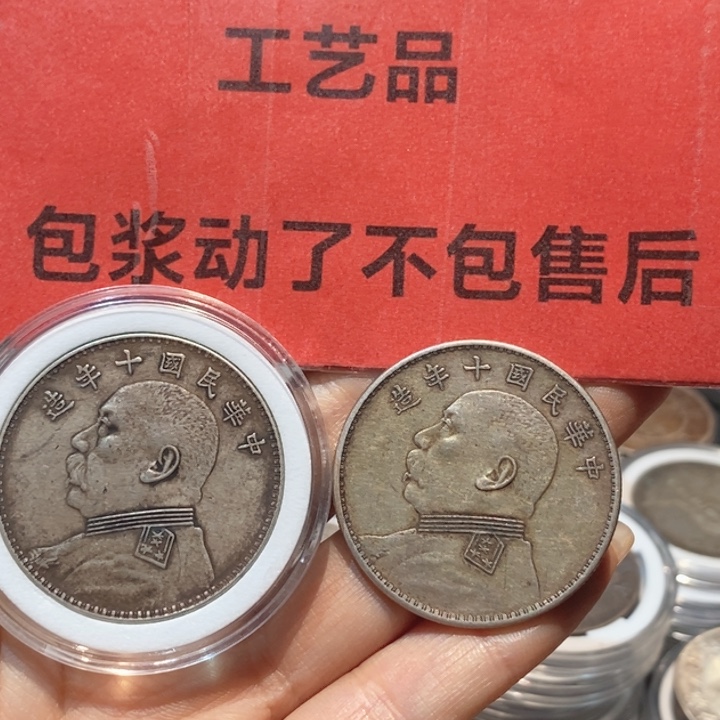 工艺品
包浆动了不包售后
中華民國十年造
中華民國十年造